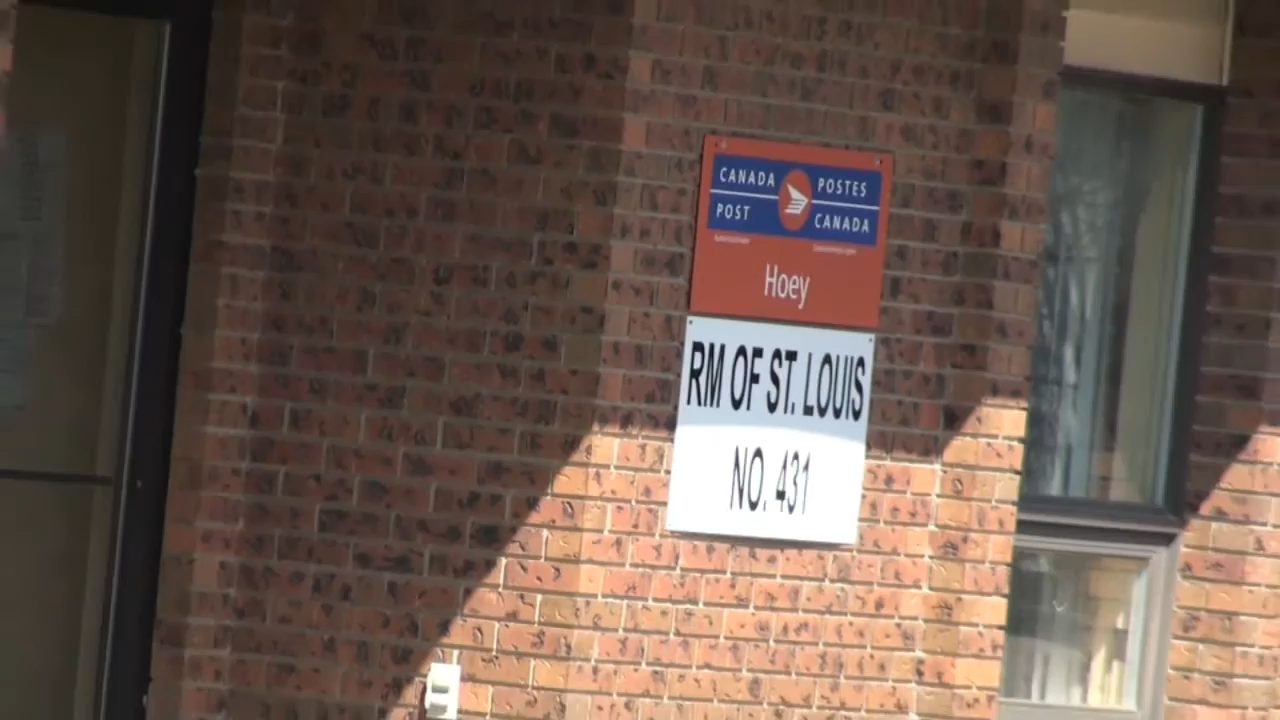 CANADA POSTES
POST CANADA
Hoey
RM OF ST. LOUIS
NO. 431